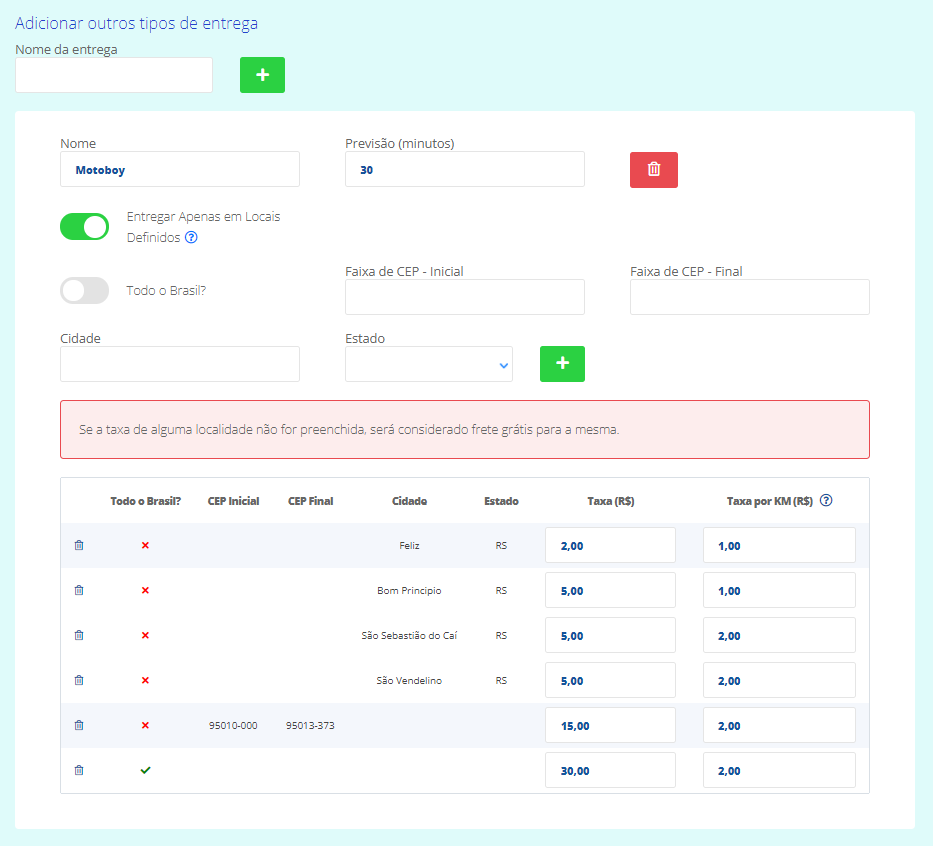 Adicionar outros tipos de entrega
Nome da entrega
+
Nome
Previsão (minutos)
Motoboy
30
Entregar Apenas em Locais
Definidos ?
Todo o Brasil?
Faixa de CEP - Inicial
Faixa de CEP - Final
Cidade
Estado
+
Se a taxa de alguma localidade não for preenchida, será considerado frete grátis para a mesma.
Todo o Brasil? CEP Inicial CEP Final Cidade Estado Taxa (R$) Taxa por KM (R$) ?
Feliz RS 2,00 1,00
Bom Principio RS 5,00 1,00
São Sebastião do Caí RS 5,00 2,00
São Vendelino RS 5,00 2,00
95010-000 95013-373 15,00 2,00
30,00 2,00